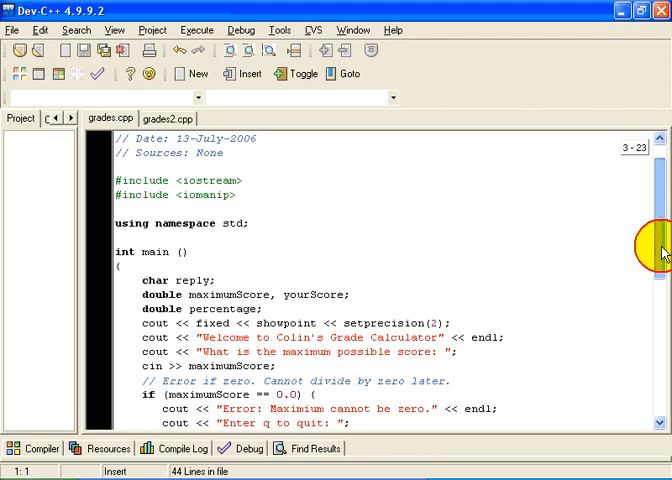 Dev-C++ 4.9.9.2
File Edit Search View Project Execute Debug Tools CVS Window Help
New Insert Toggle Goto
Project grades.cpp grades2.cpp
// Date: 13-July-2006
// Sources: None
3 - 23
#include <iostream>
#include <iomanip>
using namespace std;
int main ()
{
char reply;
double maximumScore, yourScore;
double percentage;
cout << fixed << showpoint << setprecision(2);
cout << "Welcome to Colin's Grade Calculator" << endl;
cout << "What is the maximum possible score: ";
cin >> maximumScore;
// Error if zero. Cannot divide by zero later.
if (maximumScore == 0.0) {
cout << "Error: Maximium cannot be zero." << endl;
cout << "Enter q to quit: ";
Compiler Resources Compile Log Debug Find Results
1: 1 Insert 44 Lines in file